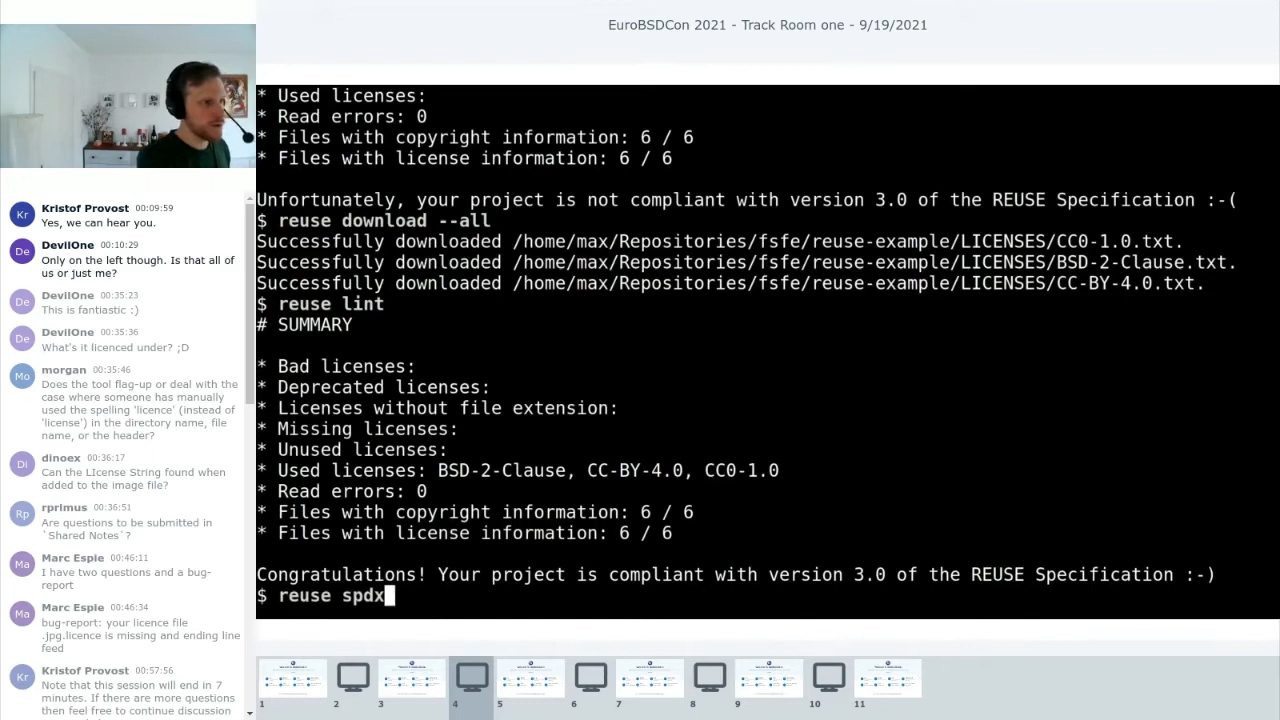 EuroBSDCon 2021 - Track Room one - 9/19/2021
Kr
Kristof Provost 00:09:59
Yes, we can hear you.
De
DevilOne 00:10:29
Only on the left though. Is that all of
us or just me?
De
DevilOne 00:35:23
This is fantiastic :)
De
DevilOne 00:35:36
What's it licenced under? ;D
Mo
morgan 00:35:46
Does the tool flag-up or deal with the
case where someone has manually
used the spelling 'licence' (instead of
'license') in the directory name, file
name, or the header?
Di
dinoex 00:36:17
Can the LIcense String found when
added to the image file?
Rp
rprimus 00:36:51
Are questions to be submitted in
`Shared Notes`?
Ma
Marc Espie 00:46:11
I have two questions and a bug-
report
Ma
Marc Espie 00:46:34
bug-report: your licence file
.jpg.licence is missing and ending line
feed
Kr
Kristof Provost 00:57:56
Note that this session will end in 7
minutes. If there are more questions
then feel free to continue discussion
* Used licenses:
* Read errors: 0
* Files with copyright information: 6 / 6
* Files with license information: 6 / 6
Unfortunately, your project is not compliant with version 3.0 of the REUSE Specification :-(
$ reuse download --all
Successfully downloaded /home/max/Repositories/fsfe/reuse-example/LICENSES/CC0-1.0.txt.
Successfully downloaded /home/max/Repositories/fsfe/reuse-example/LICENSES/BSD-2-Clause.txt.
Successfully downloaded /home/max/Repositories/fsfe/reuse-example/LICENSES/CC-BY-4.0.txt.
$ reuse lint
# SUMMARY
* Bad licenses:
* Deprecated licenses:
* Licenses without file extension:
* Missing licenses:
* Unused licenses:
* Used licenses: BSD-2-Clause, CC-BY-4.0, CC0-1.0
* Read errors: 0
* Files with copyright information: 6 / 6
* Files with license information: 6 / 6
Congratulations! Your project is compliant with version 3.0 of the REUSE Specification :-)
$ reuse spdx
1 2 3 4 5 6 7 8 9 10 11